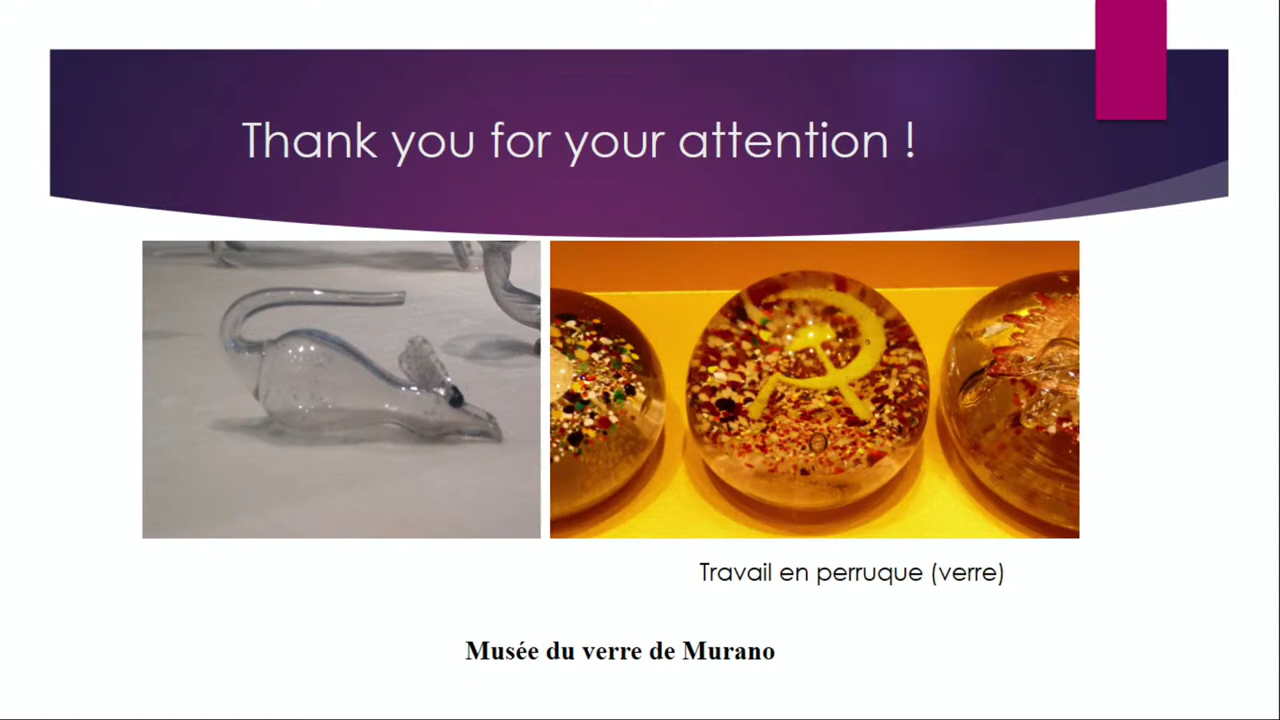 Thank you for your attention !
Travail en perruque (verre)
Musée du verre de Murano